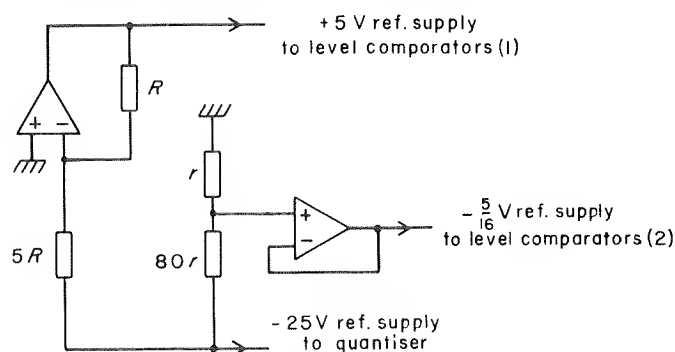 +5 V ref. supply
to level comporators (1)
R
+ −
r
+
−
− 5/16 V ref. supply
to level comparators (2)
5R
80r
−25V ref. supply
to quantiser